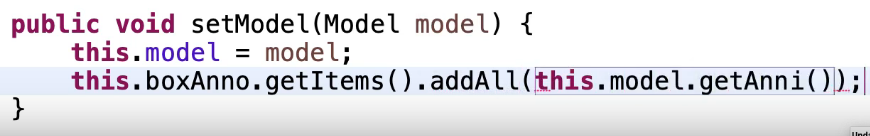 public void setModel(Model model) {
this.model = model;
this.boxAnno.getItems().addAll(this.model.getAnni());
}